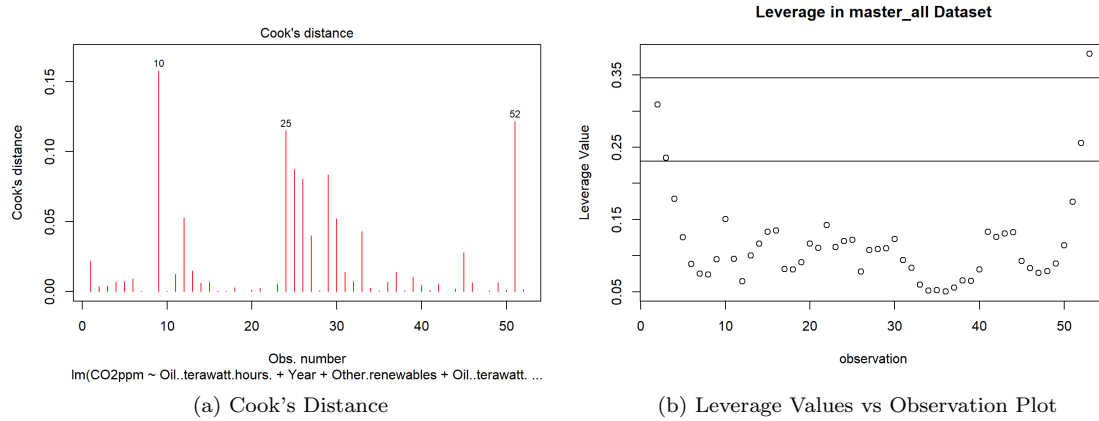 Cook's distance
Cook's distance
0.00 0.05 0.10 0.15
10
25
52
0 10 20 30 40 50
Obs. number
lm(CO2ppm ~ Oil..terawatt.hours. + Year + Other.renewables + Oil..terawatt. ...
(a) Cook's Distance
Leverage in master_all Dataset
Leverage Value
0.05 0.15 0.25 0.35
0 10 20 30 40 50
observation
(b) Leverage Values vs Observation Plot